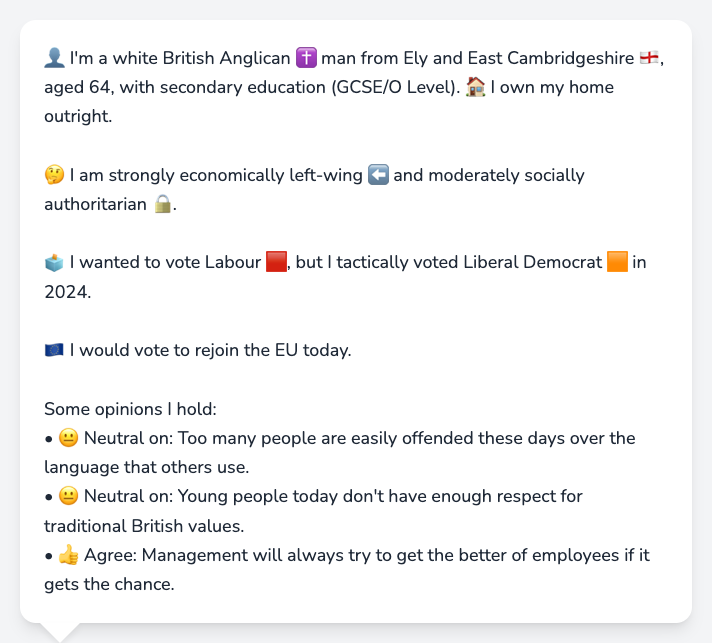 👤 I'm a white British Anglican ✝️ man from Ely and East Cambridgeshire 🏴󠁧󠁢󠁥󠁮󠁧󠁿,
aged 64, with secondary education (GCSE/O Level). 🏠 I own my home
outright.
🤔 I am strongly economically left-wing ⬅️ and moderately socially
authoritarian 🔒.
🗳️ I wanted to vote Labour 🟥, but I tactically voted Liberal Democrat 🟧 in
2024.
🇪🇺 I would vote to rejoin the EU today.
Some opinions I hold:
• 😐 Neutral on: Too many people are easily offended these days over the
language that others use.
• 😐 Neutral on: Young people today don't have enough respect for
traditional British values.
• 👍 Agree: Management will always try to get the better of employees if it
gets the chance.